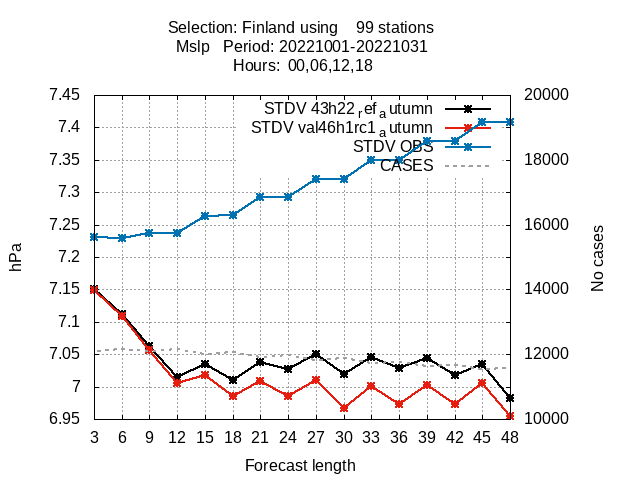 Selection: Finland using    99 stations
Mslp   Period: 20221001-20221031
Hours:  00,06,12,18
STDV 43h22ᵣefₐutumn
STDV val46h1rc1ₐutumn
STDV OBS
CASES
7.45
7.4
7.35
7.3
7.25
7.2
7.15
7.1
7.05
7
6.95
hPa
20000
18000
16000
14000
12000
10000
No cases
3 6 9 12 15 18 21 24 27 30 33 36 39 42 45 48
Forecast length